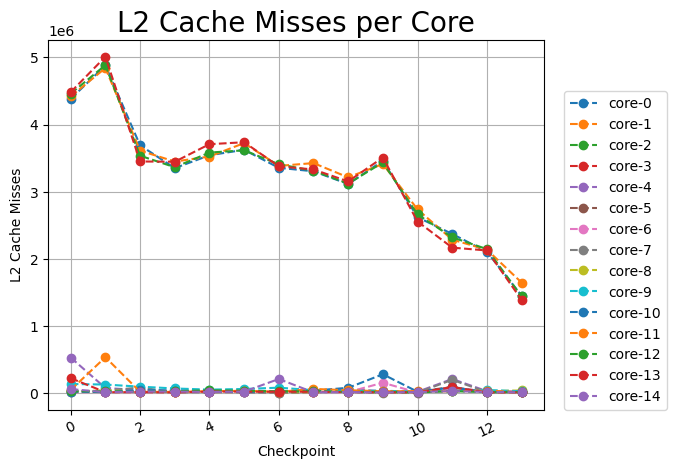 L2 Cache Misses per Core
1e6
5
4
3
2
1
0
L2 Cache Misses
0
2
4
6
8
10
12
Checkpoint
core-0
core-1
core-2
core-3
core-4
core-5
core-6
core-7
core-8
core-9
core-10
core-11
core-12
core-13
core-14